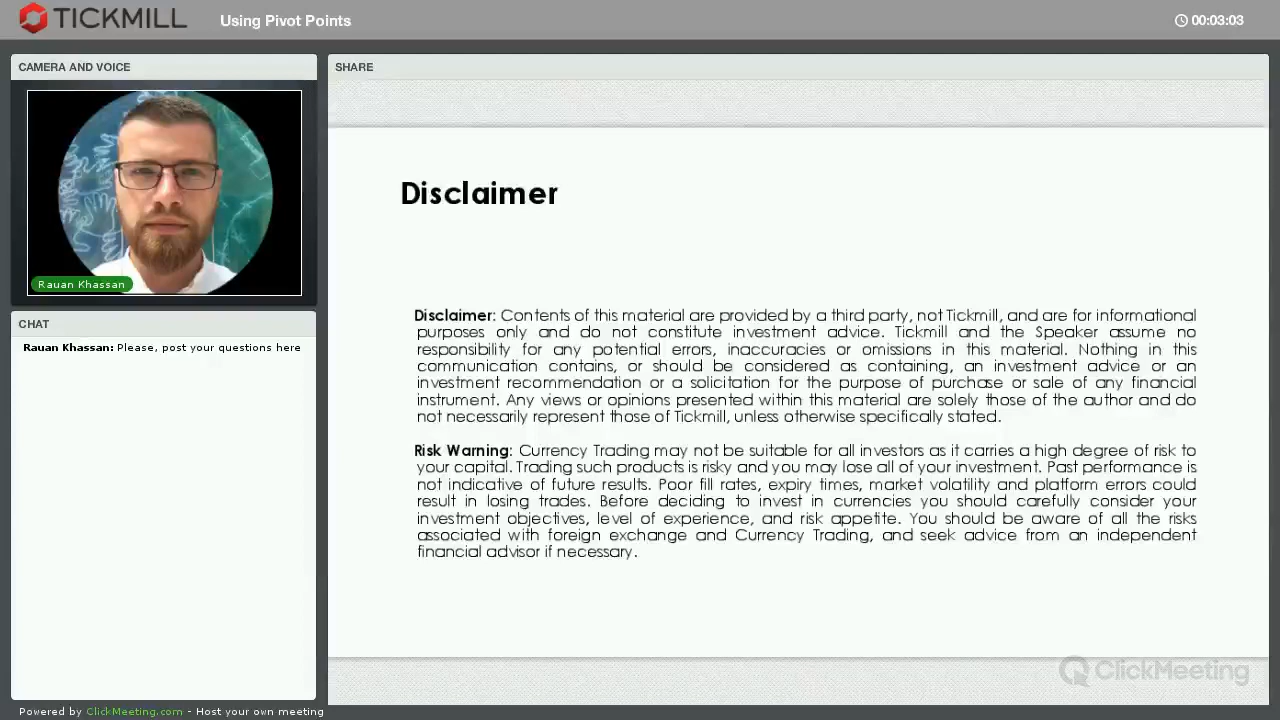 TICKMILL
Using Pivot Points
00:03:03
CAMERA AND VOICE
Rauan Khassan
CHAT
Rauan Khassan: Please, post your questions here
SHARE
Disclaimer
Disclaimer: Contents of this material are provided by a third party, not Tickmill, and are for informational
purposes only and do not constitute investment advice. Tickmill and the Speaker assume no
responsibility for any potential errors, inaccuracies or omissions in this material. Nothing in this
communication contains, or should be considered as containing, an investment advice or an
investment recommendation or a solicitation for the purpose of purchase or sale of any financial
instrument. Any views or opinions presented within this material are solely those of the author and do
not necessarily represent those of Tickmill, unless otherwise specifically stated.
Risk Warning: Currency Trading may not be suitable for all investors as it carries a high degree of risk to
your capital. Trading such products is risky and you may lose all of your investment. Past performance is
not indicative of future results. Poor fill rates, expiry times, market volatility and platform errors could
result in losing trades. Before deciding to invest in currencies you should carefully consider your
investment objectives, level of experience, and risk appetite. You should be aware of all the risks
associated with foreign exchange and Currency Trading, and seek advice from an independent
financial advisor if necessary.
ClickMeeting
Powered by ClickMeeting.com - Host your own meeting